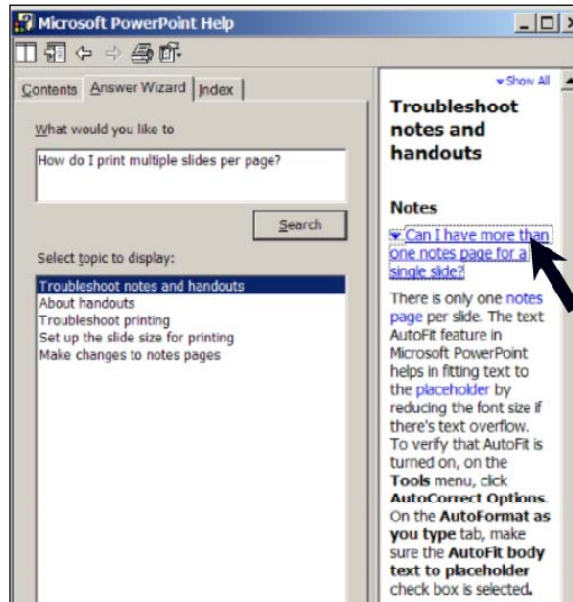 Microsoft PowerPoint Help
Contents Answer Wizard Index
What would you like to
How do I print multiple slides per page?
Search
Select topic to display:
Troubleshoot notes and handouts
About handouts
Troubleshoot printing
Set up the slide size for printing
Make changes to notes pages
Show All
Troubleshoot
notes and
handouts
Notes
Can I have more than
one notes page for a
single slide?
There is only one notes
page per slide. The text
AutoFit feature in
Microsoft PowerPoint
helps in fitting text to
the placeholder by
reducing the font size if
there's text overflow.
To verify that AutoFit is
turned on, on the
Tools menu, click
AutoCorrect Options.
On the AutoFormat as
you type tab, make
sure the AutoFit body
text to placeholder
check box is selected.